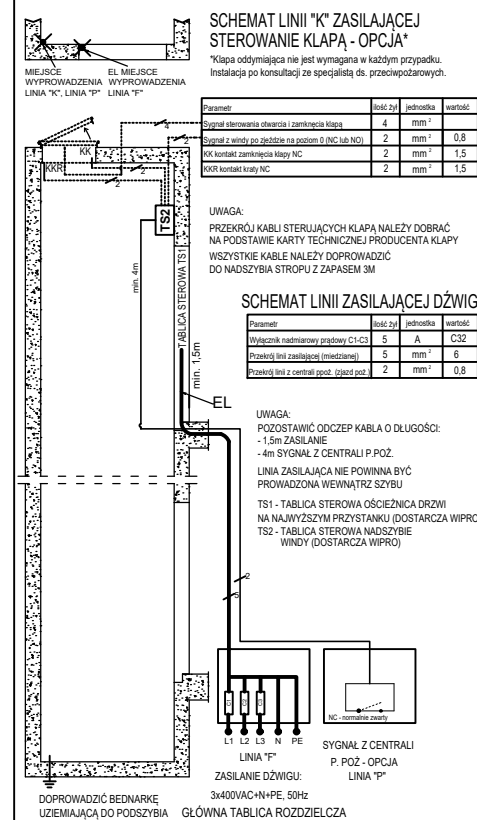 SCHEMAT LINII "K" ZASILAJĄCEJ
STEROWANIE KLAPĄ - OPCJA*
*Klapa oddymiająca nie jest wymagana w każdym przypadku.
Instalacja po konsultacji ze specjalistą ds. przeciwpożarowych.
MIEJSCE
WYPROWADZENIA
LINIA "K", LINIA "P"
EL MIEJSCE
WYPROWADZENIA
LINIA "F"
Parametr ilość żył jednostka wartość
Sygnał sterowania otwarcia i zamknięcia klapą 4 mm²
Sygnał z windy po zjeździe na poziom 0 (NC lub NO) 2 mm² 0,8
KK kontakt zamknięcia klapy NC 2 mm² 1,5
KKR kontakt kraty NC 2 mm² 1,5
4
2
KK
KKR
2
2
TS2
UWAGA:
PRZEKRÓJ KABLI STERUJĄCYCH KLAPĄ NALEŻY DOBRAĆ
NA PODSTAWIE KARTY TECHNICZNEJ PRODUCENTA KLAPY
WSZYSTKIE KABLE NALEŻY DOPROWADZIĆ
DO NADSZYBIA STROPU Z ZAPASEM 3M
min. 4m
TABLICA STEROWA TS1
min. 1,5m
EL
SCHEMAT LINII ZASILAJĄCEJ DŹWIG
Parametr ilość żył jednostka wartość
Wyłącznik nadmiarowy prądowy C1-C3 5 A C32
Przekrój linii zasilającej (miedzianej) 5 mm² 6
Przekrój linii z centrali ppoż. (zjazd poż.) 2 mm² 0,8
UWAGA:
POZOSTAWIĆ ODCZEP KABLA O DŁUGOŚCI:
- 1,5m ZASILANIE
- 4m SYGNAŁ Z CENTRALI P.POŻ.
LINIA ZASILAJĄCA NIE POWINNA BYĆ
PROWADZONA WEWNĄTRZ SZYBU
TS1 - TABLICA STEROWA OŚCIEŻNICA DRZWI
NA NAJWYŻSZYM PRZYSTANKU (DOSTARCZA WIPRO
TS2 - TABLICA STEROWA NADSZYBIE
WINDY (DOSTARCZA WIPRO)
2
5
C1 C2 C3
L1 L2 L3 N PE
NC - normalnie zwarty
LINIA "F"
ZASILANIE DŹWIGU:
3x400VAC+N+PE, 50Hz
SYGNAŁ Z CENTRALI
P. POŻ - OPCJA
LINIA "P"
DOPROWADZIĆ BEDNARKĘ
UZIEMIAJĄCĄ DO PODSZYBIA
GŁÓWNA TABLICA ROZDZIELCZA